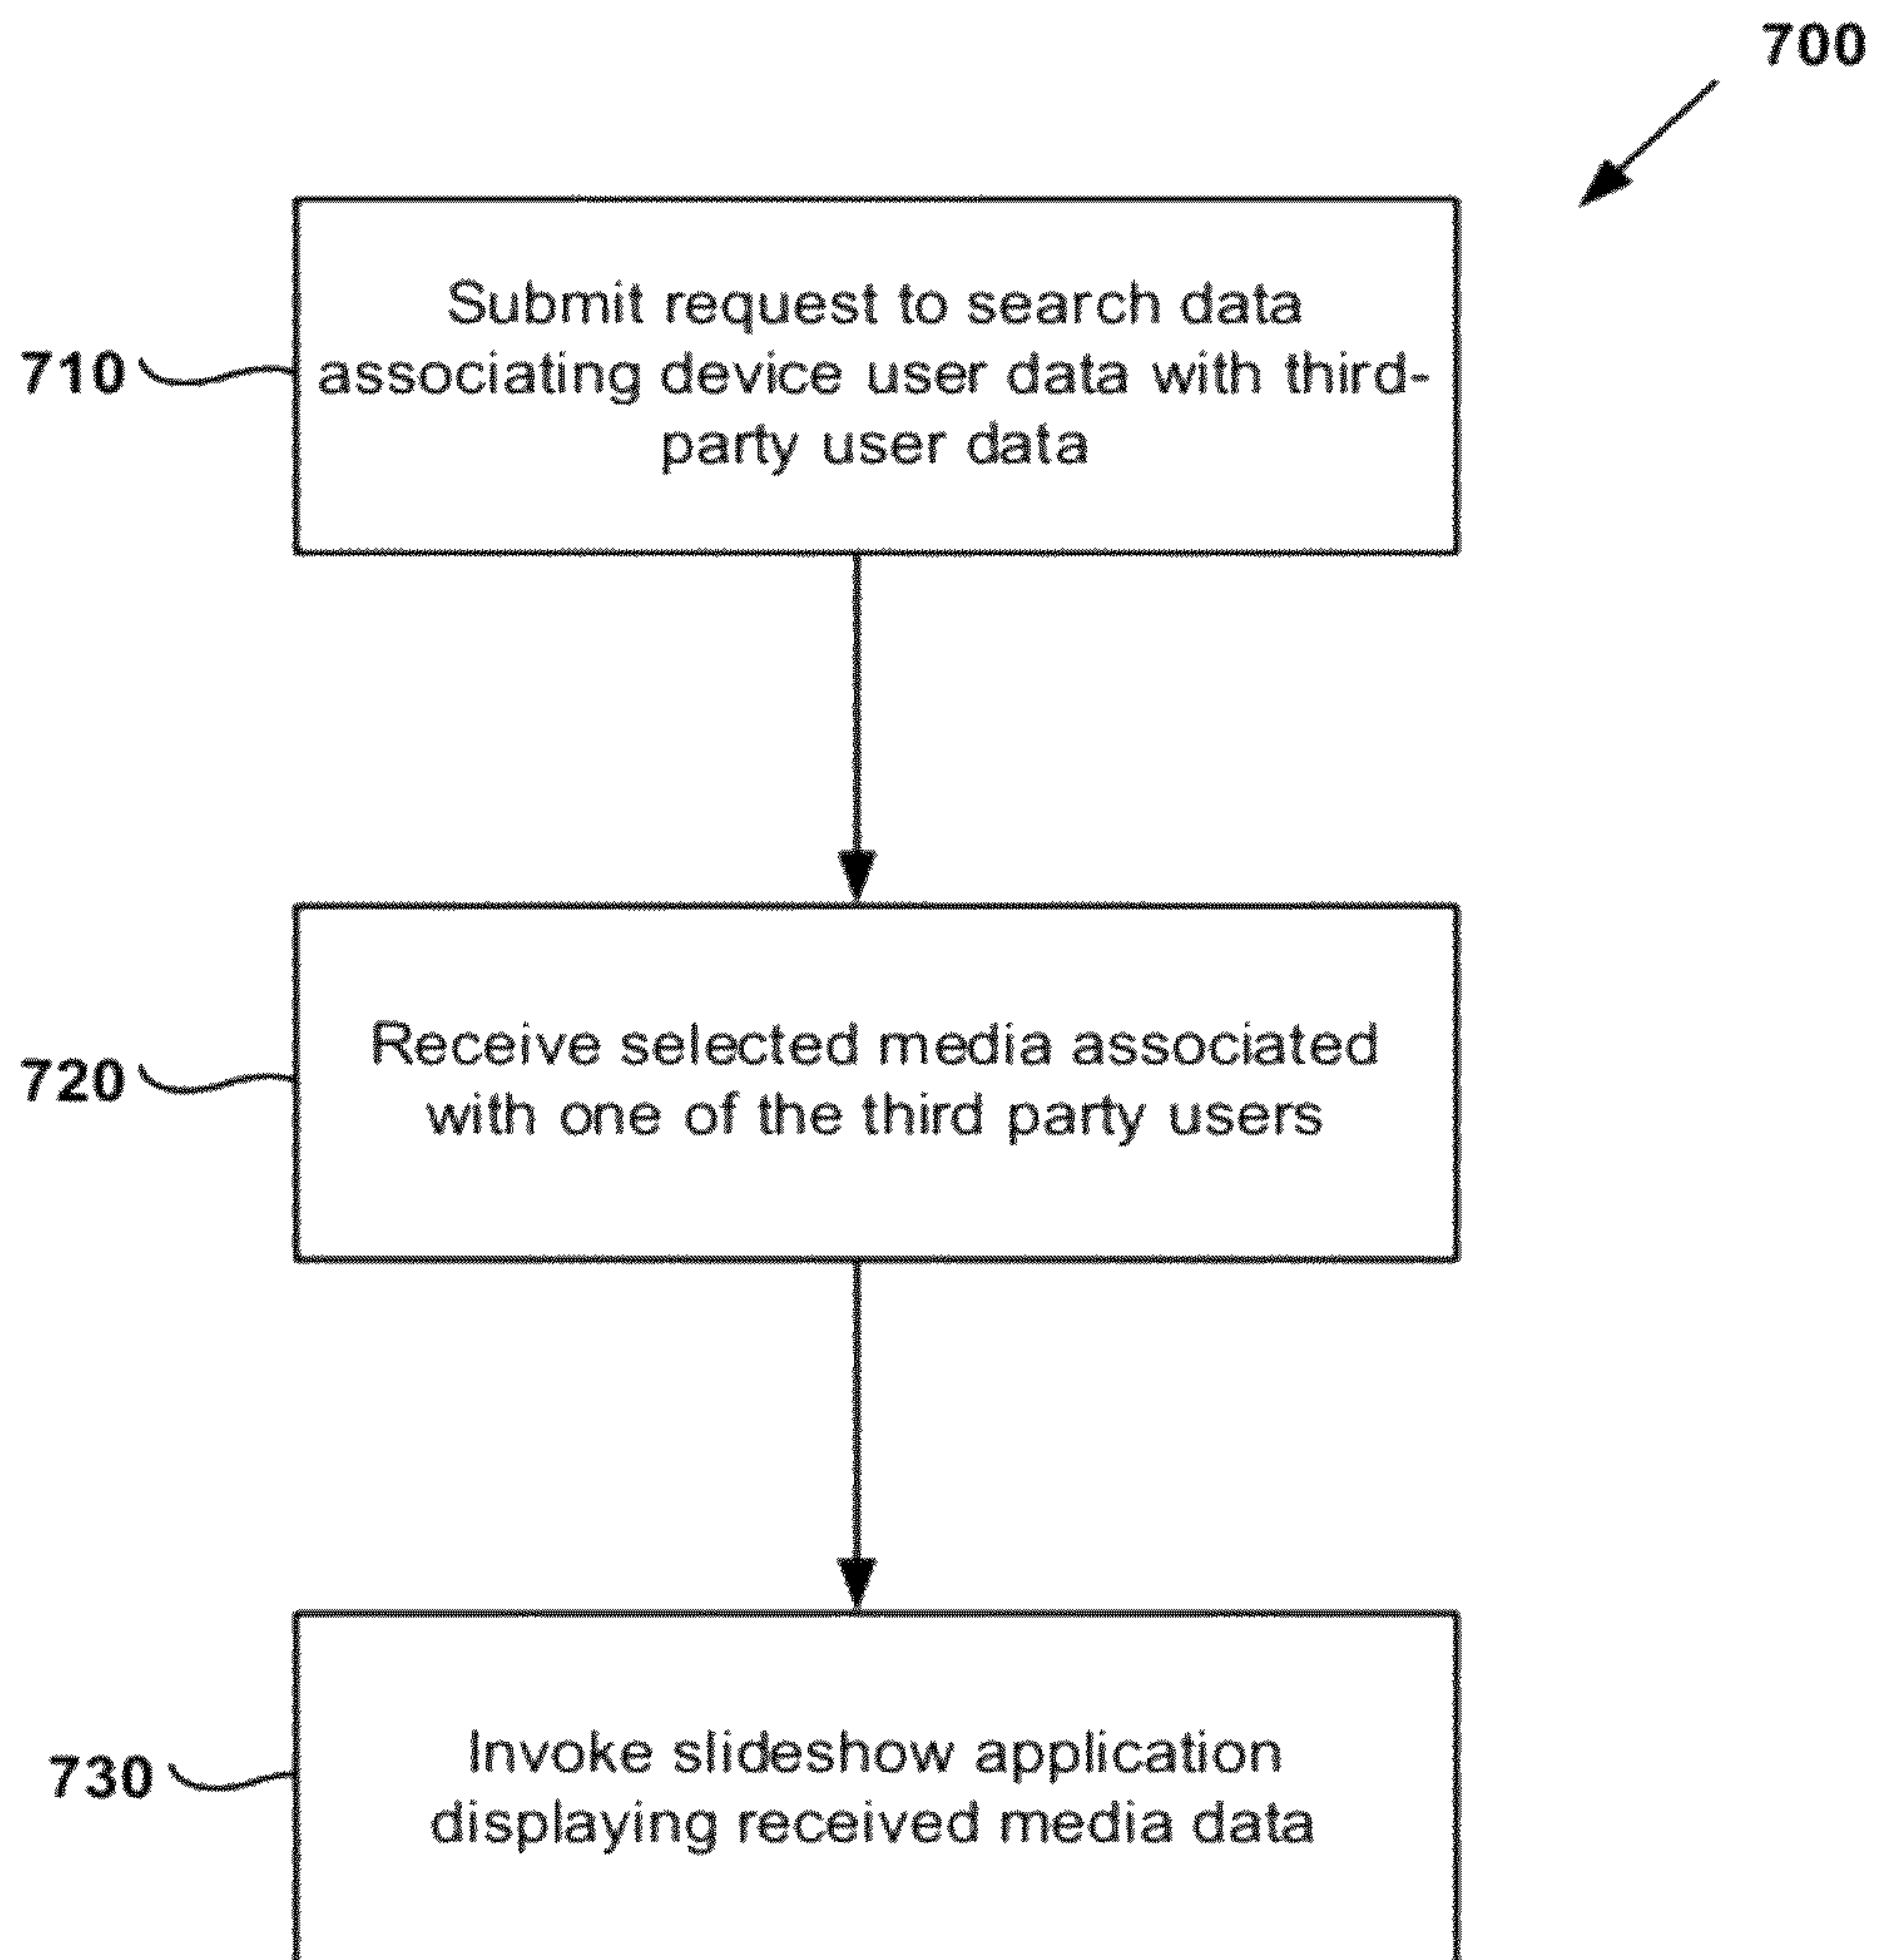 700
Submit request to search data
710
associating device user data with third-
party user data
Receive selected media associated
720
with one of the third party users
Invoke slideshow application
730
displaying received media data